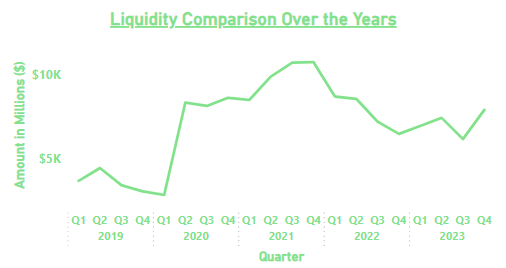 Liquidity Comparison Over the Years
Amount in Millions ($)
$10K
$5K
Q1 Q2 Q3 Q4 Q1 Q2 Q3 Q4 Q1 Q2 Q3 Q4 Q1 Q2 Q3 Q4 Q1 Q2 Q3 Q4
2019 2020 2021 2022 2023
Quarter